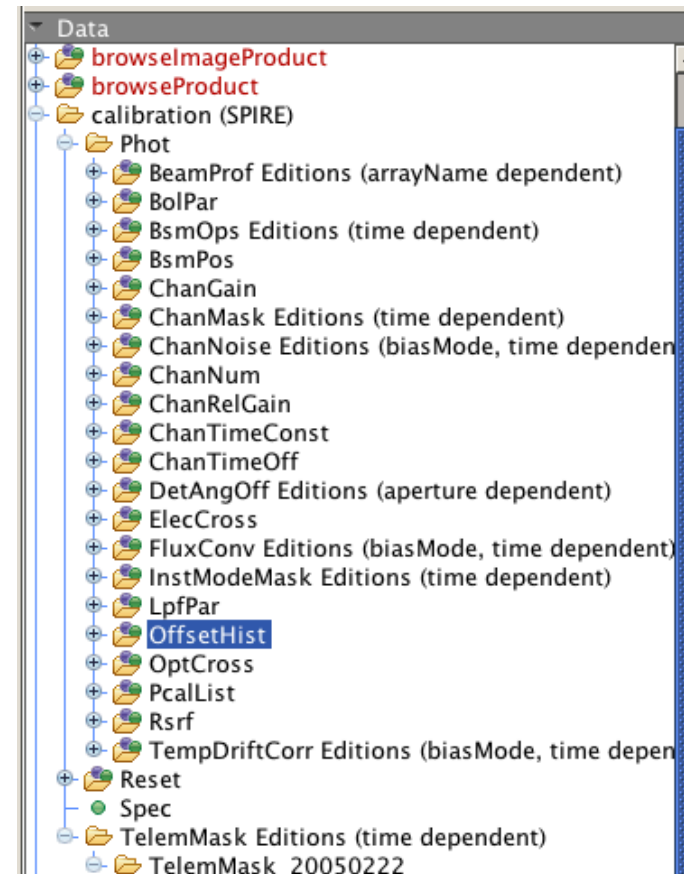 Data
browseImageProduct
browseProduct
calibration (SPIRE)
Phot
BeamProf Editions (arrayName dependent)
BolPar
BsmOps Editions (time dependent)
BsmPos
ChanGain
ChanMask Editions (time dependent)
ChanNoise Editions (biasMode, time dependen
ChanNum
ChanRelGain
ChanTimeConst
ChanTimeOff
DetAngOff Editions (aperture dependent)
ElecCross
FluxConv Editions (biasMode, time dependent)
InstModeMask Editions (time dependent)
LpfPar
OffsetHist
OptCross
PcalList
Rsrf
TempDriftCorr Editions (biasMode, time depen
Reset
Spec
TelemMask Editions (time dependent)
TelemMask_20050222